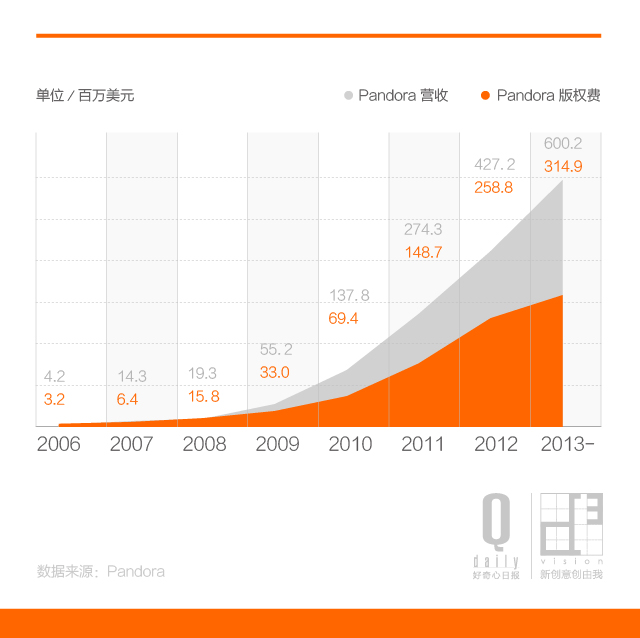 单位 / 百万美元
Pandora 营收
Pandora 版权费
600.2
314.9
427.2
258.8
274.3
148.7
137.8
69.4
55.2
33.0
19.3
15.8
14.3
6.4
4.2
3.2
2006 2007 2008 2009 2010 2011 2012 2013-
Q
daily
好奇心日报
vision
新创意创由我
数据来源：Pandora